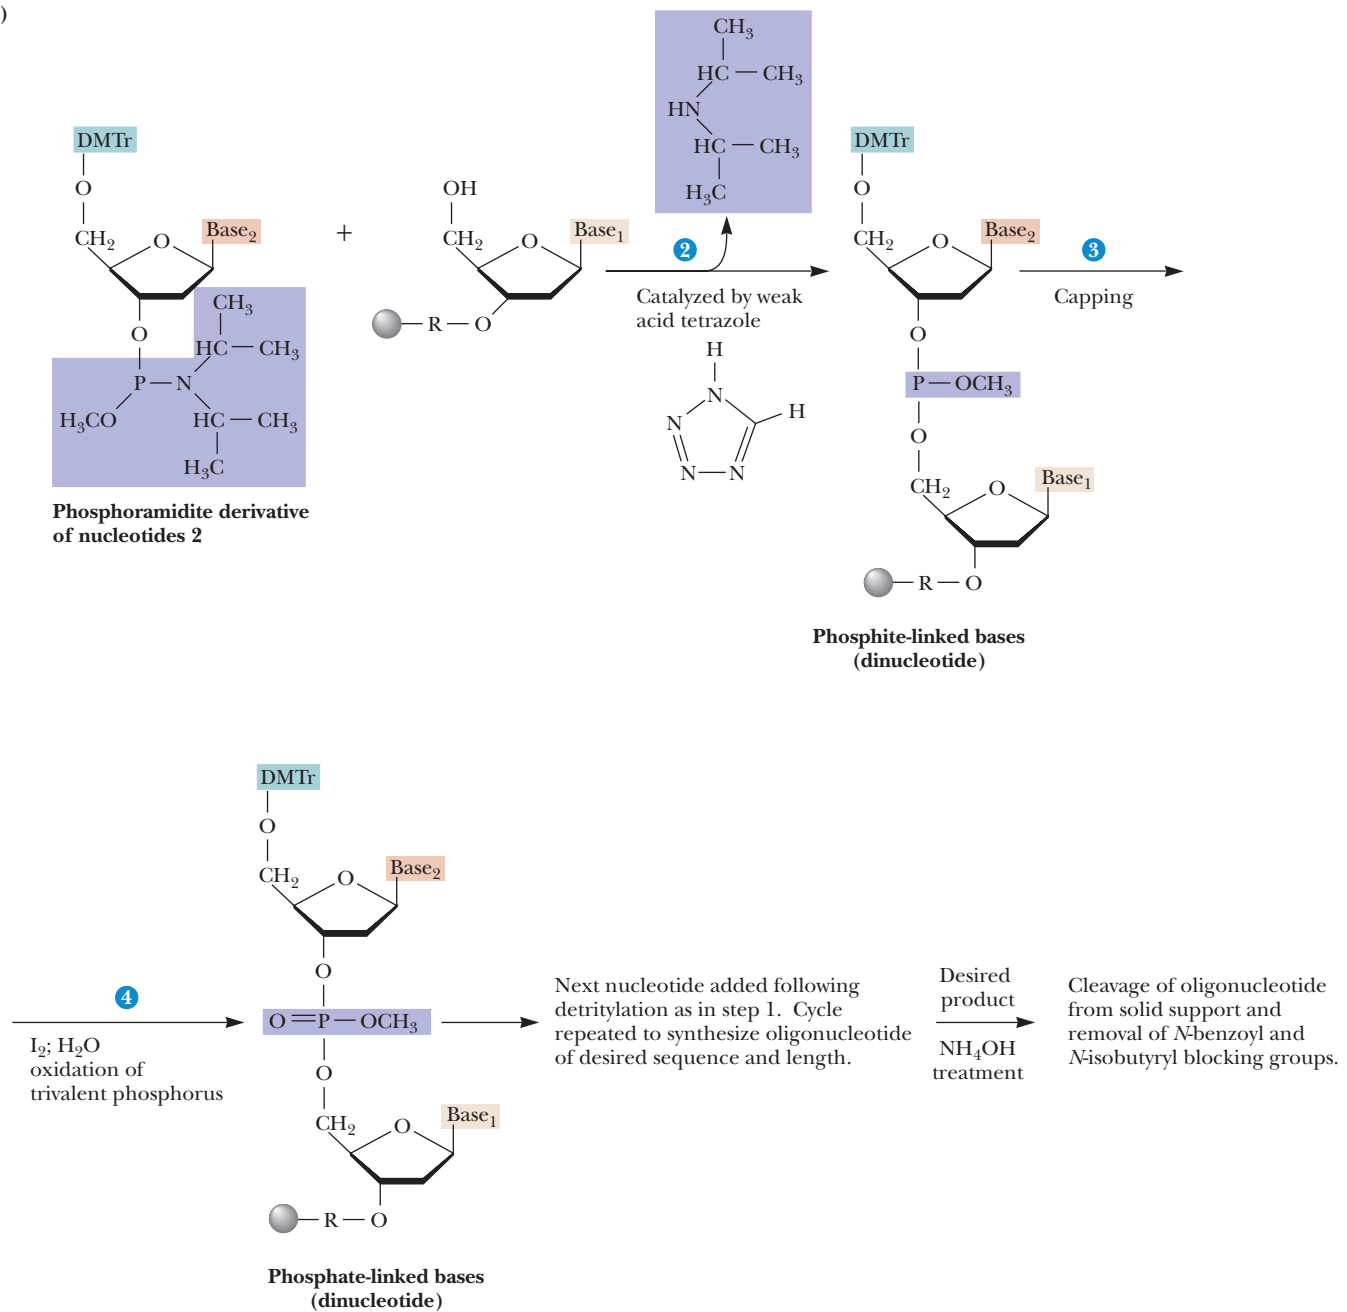 )
DMTr
O
CH2
O
Base2
O
CH3
HC — CH3
P — N
H3CO
HC — CH3
H3C
Phosphoramidite derivative
of nucleotides 2
+
OH
CH2
O
Base1
R — O
CH3
HC — CH3
HN
HC — CH3
H3C
2
Catalyzed by weak
acid tetrazole
H
N
N
H
N — N
DMTr
O
CH2
O
Base2
O
P — OCH3
O
CH2
O
Base1
R — O
Phosphite-linked bases
(dinucleotide)
3
Capping
4
I2; H2O
oxidation of
trivalent phosphorus
DMTr
O
CH2
O
Base2
O
O=P—OCH3
O
CH2
O
Base1
R — O
Phosphate-linked bases
(dinucleotide)
Next nucleotide added following
detritylation as in step 1. Cycle
repeated to synthesize oligonucleotide
of desired sequence and length.
Desired
product
NH4OH
treatment
Cleavage of oligonucleotide
from solid support and
removal of N-benzoyl and
N-isobutyryl blocking groups.